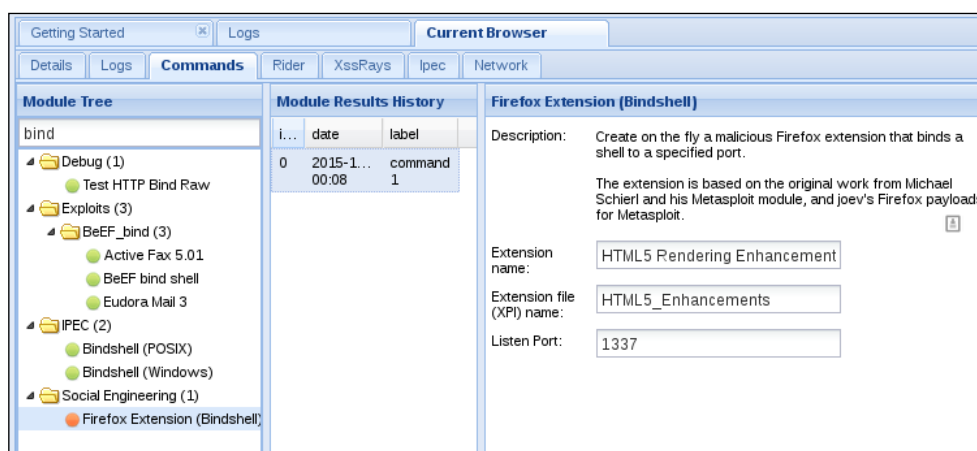 Getting Started
Logs
Current Browser
Details
Logs
Commands
Rider
XssRays
Ipec
Network
Module Tree
bind
Debug (1)
Test HTTP Bind Raw
Exploits (3)
BeEF_bind (3)
Active Fax 5.01
BeEF bind shell
Eudora Mail 3
IPEC (2)
Bindshell (POSIX)
Bindshell (Windows)
Social Engineering (1)
Firefox Extension (Bindshell)
Module Results History
i... date label
0 2015-1... command
00:08 1
Firefox Extension (Bindshell)
Description: Create on the fly a malicious Firefox extension that binds a
shell to a specified port.
The extension is based on the original work from Michael
Schierl and his Metasploit module, and joev's Firefox payloads
for Metasploit.
Extension
name:
HTML5 Rendering Enhancement
Extension file
(XPI) name:
HTML5_Enhancements
Listen Port: 1337